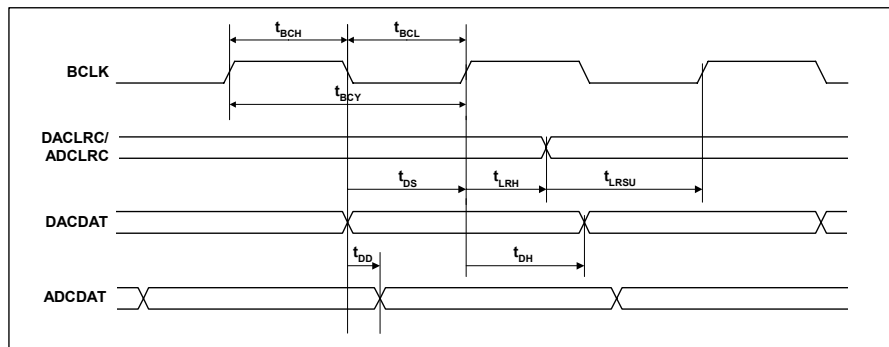 tBCH
tBCL
BCLK
tBCY
DACLRC/
ADCLRC
tDS
tLRH
tLRSU
DACDAT
tDD
tDH
ADCDAT